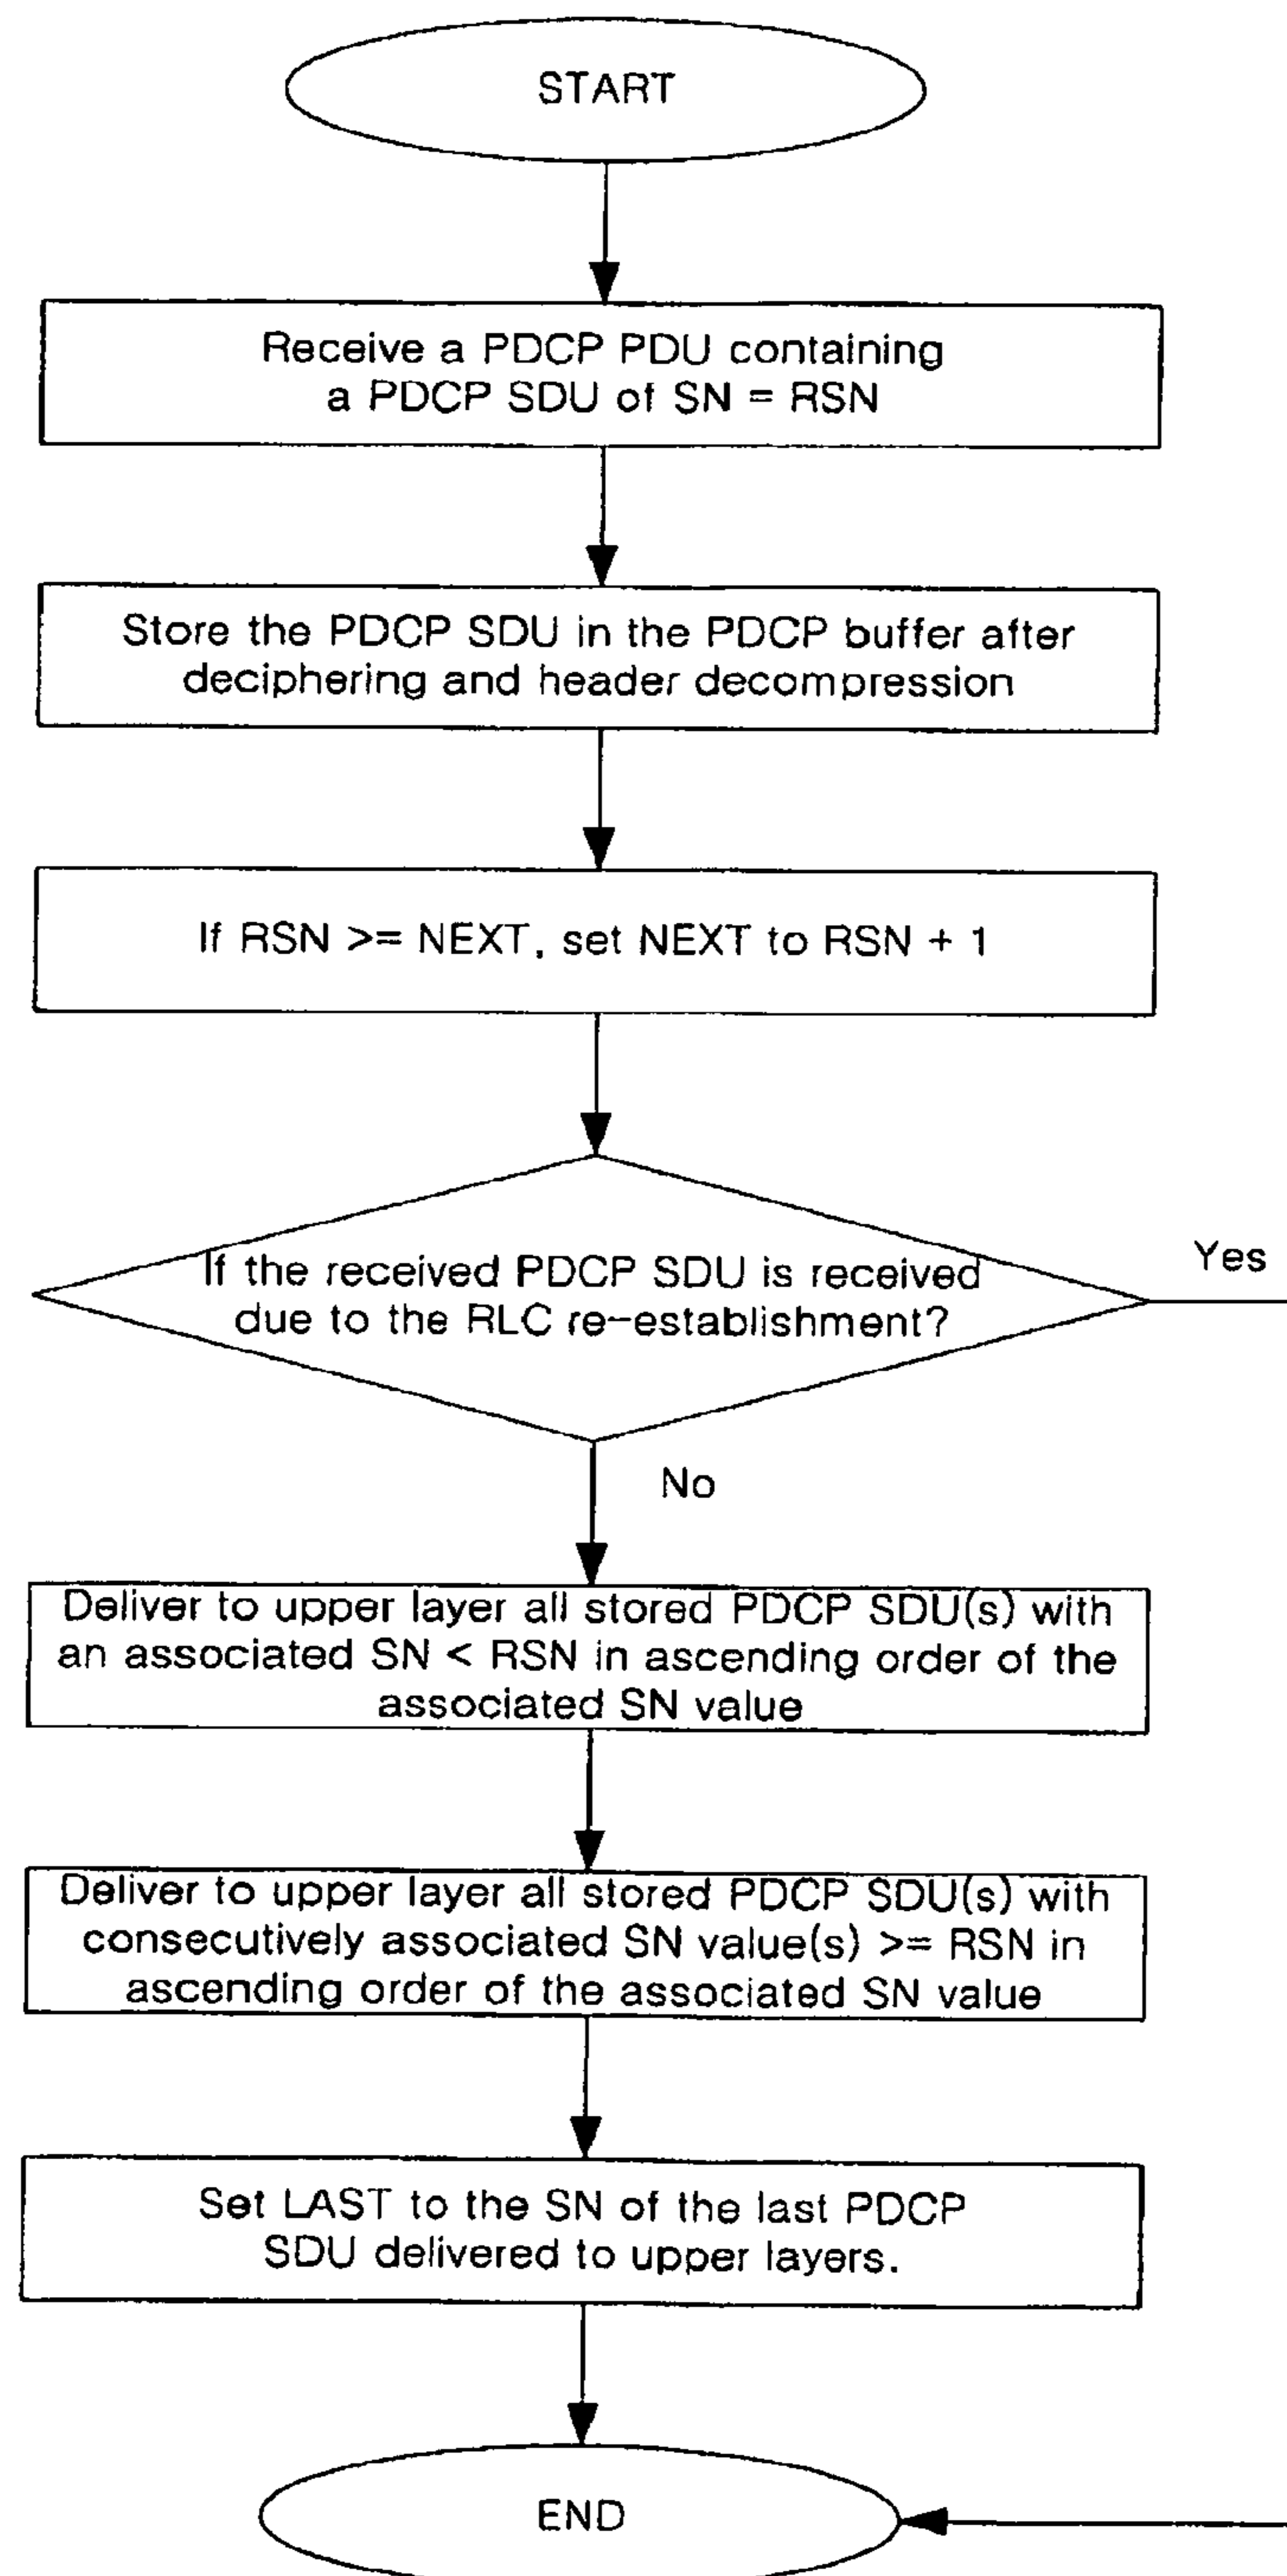 START
Receive a PDCP PDU containing
a PDCP SDU of SN = RSN
Store the PDCP SDU in the PDCP buffer after
deciphering and header decompression
If RSN >= NEXT, set NEXT to RSN + 1
If the received PDCP SDU is received
due to the RLC re-establishment?
Yes
No
Deliver to upper layer all stored PDCP SDU(s) with
an associated SN < RSN in ascending order of the
associated SN value
Deliver to upper layer all stored PDCP SDU(s) with
consecutively associated SN value(s) >= RSN in
ascending order of the associated SN value
Set LAST to the SN of the last PDCP
SDU delivered to upper layers.
END